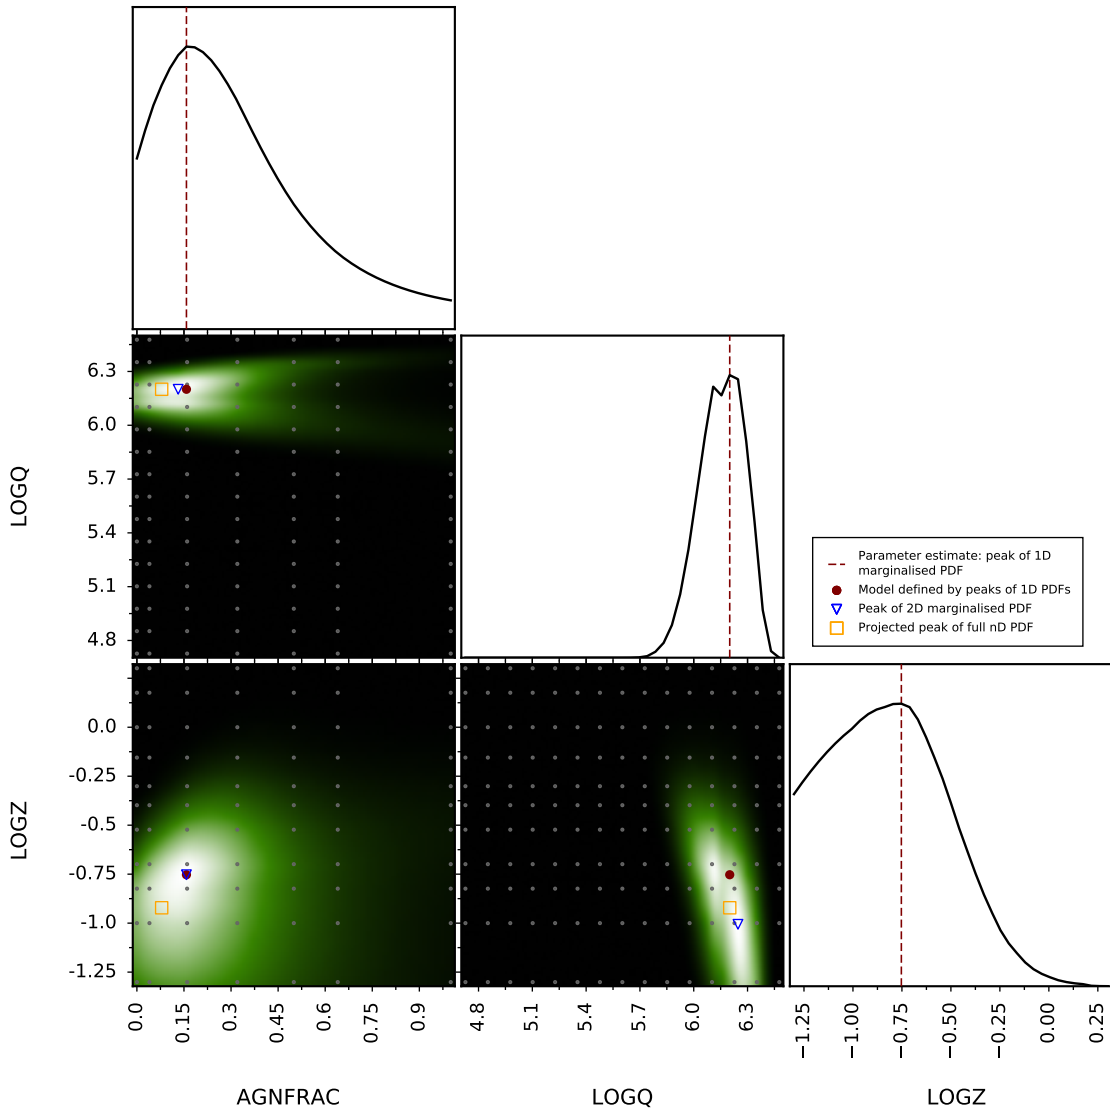 6.3
6.0
5.7
5.4
5.1
4.8
LOGQ
Parameter estimate: peak of 1D
marginalised PDF
Model defined by peaks of 1D PDFs
Peak of 2D marginalised PDF
Projected peak of full nD PDF
0.0
-0.25
-0.5
-0.75
-1.0
-1.25
LOGZ
0.0 0.15 0.3 0.45 0.6 0.75 0.9
4.8 5.1 5.4 5.7 6.0 6.3
−1.25 −1.00 −0.75 −0.50 −0.25 0.00 0.25
AGNFRAC LOGQ LOGZ